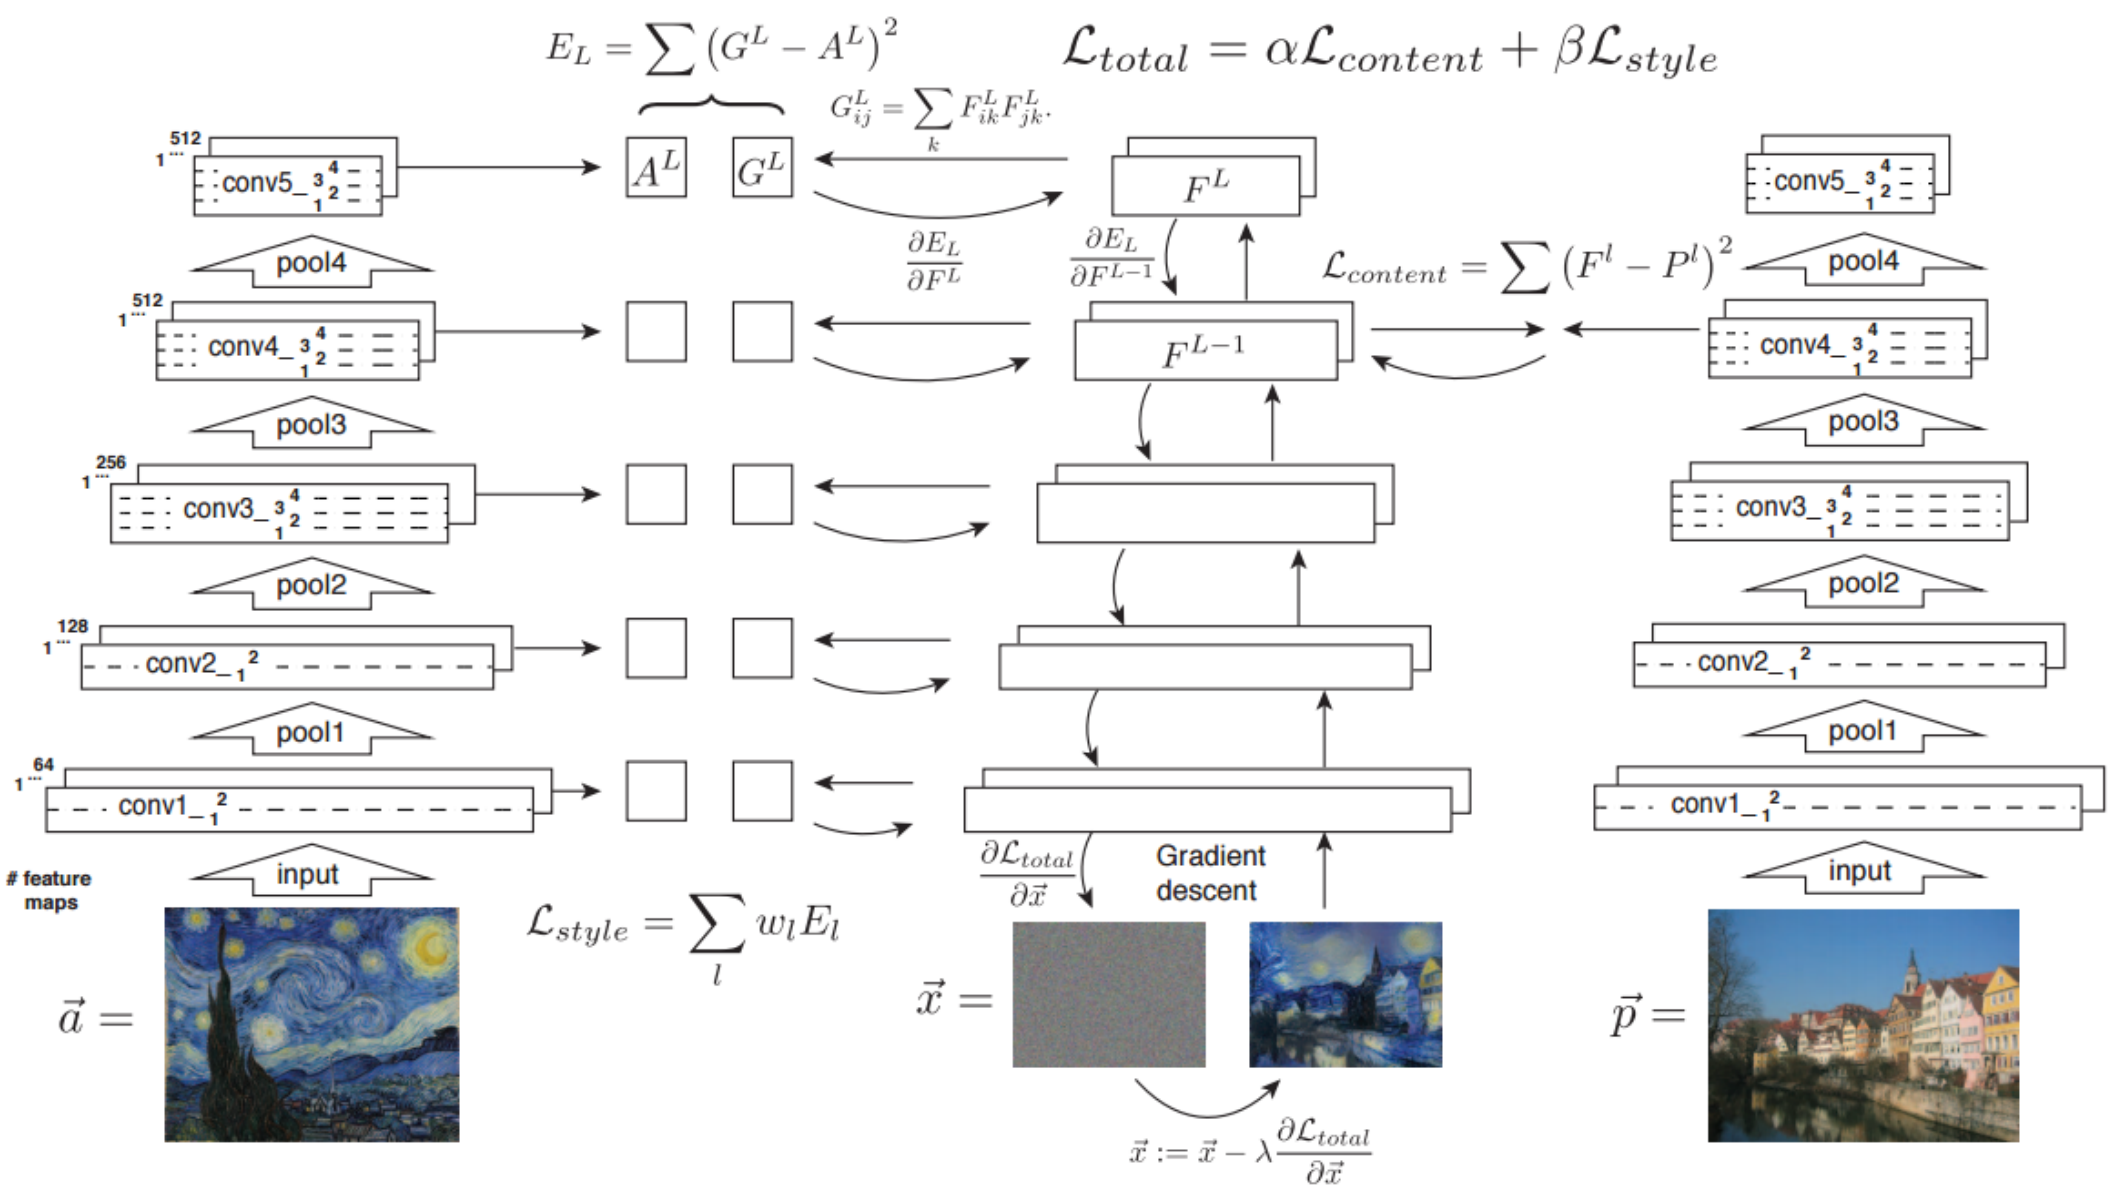 E_L = ∑ (G^L − A^L)^2
ℒ_total = αℒ_content + βℒ_style
G^L_ij = ∑_k F^L_ik F^L_jk.
1 ... 512
conv5_ 1 2 3 4
A^L
G^L
F^L
conv5_ 1 2 3 4
∂E_L/∂F^L
∂E_L/∂F^{L−1}
ℒ_content = ∑ (F^l − P^l)^2
pool4
pool4
1 ... 512
conv4_ 1 2 3 4
F^{L−1}
conv4_ 1 2 3 4
pool3
pool3
1 ... 256
conv3_ 1 2 3 4
conv3_ 1 2 3 4
pool2
pool2
1 ... 128
conv2_ 1 2
conv2_ 1 2
pool1
pool1
1 ... 64
conv1_ 1 2
conv1_ 1 2
# feature
maps
input
∂ℒ_total/∂x⃗
Gradient
descent
input
ℒ_style = ∑_l w_l E_l
a⃗ =
x⃗ =
p⃗ =
x⃗ := x⃗ − λ ∂ℒ_total/∂x⃗